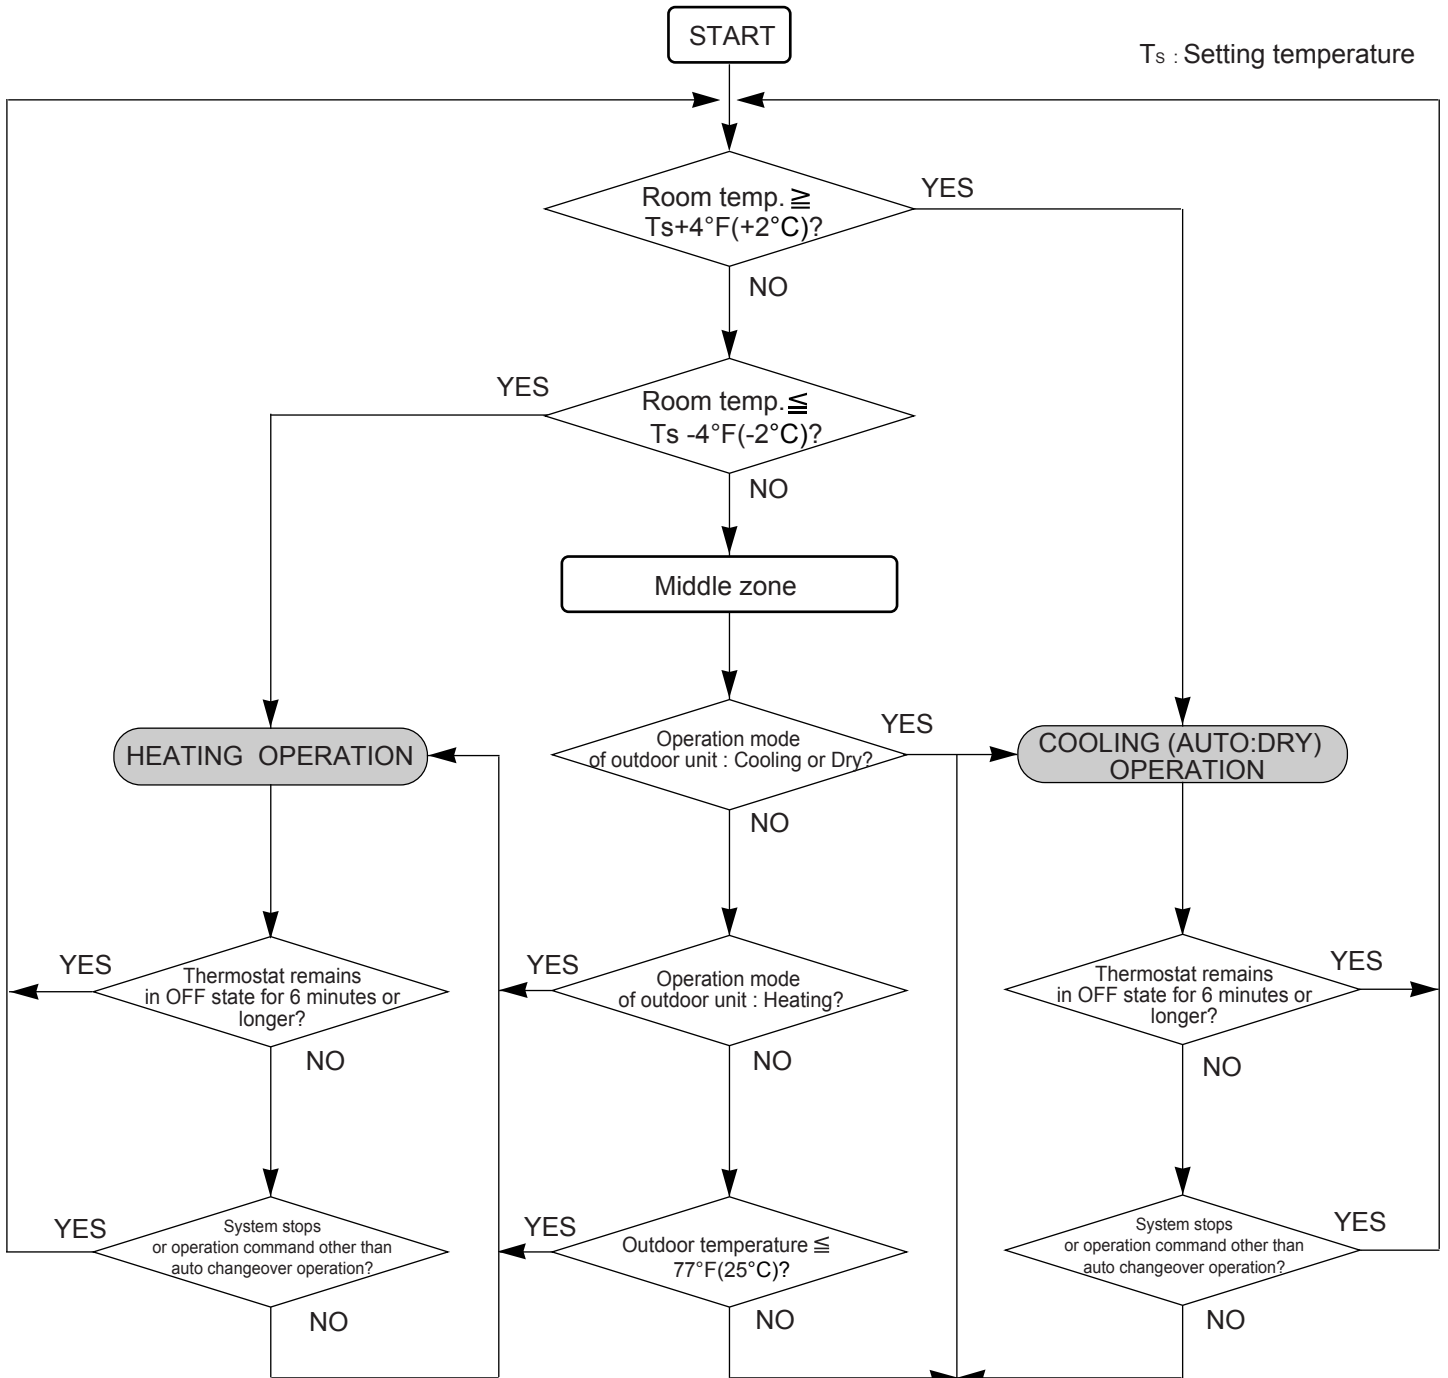 START
Ts : Setting temperature
Room temp. ≧
Ts+4°F(+2°C)?
YES
NO
Room temp.≦
Ts -4°F(-2°C)?
YES
NO
Middle zone
Operation mode
of outdoor unit : Cooling or Dry?
YES
NO
HEATING OPERATION
COOLING (AUTO:DRY)
OPERATION
Thermostat remains
in OFF state for 6 minutes or
longer?
YES
NO
Operation mode
of outdoor unit : Heating?
YES
NO
Thermostat remains
in OFF state for 6 minutes or
longer?
YES
NO
System stops
or operation command other than
auto changeover operation?
YES
NO
Outdoor temperature ≦
77°F(25°C)?
YES
NO
System stops
or operation command other than
auto changeover operation?
YES
NO